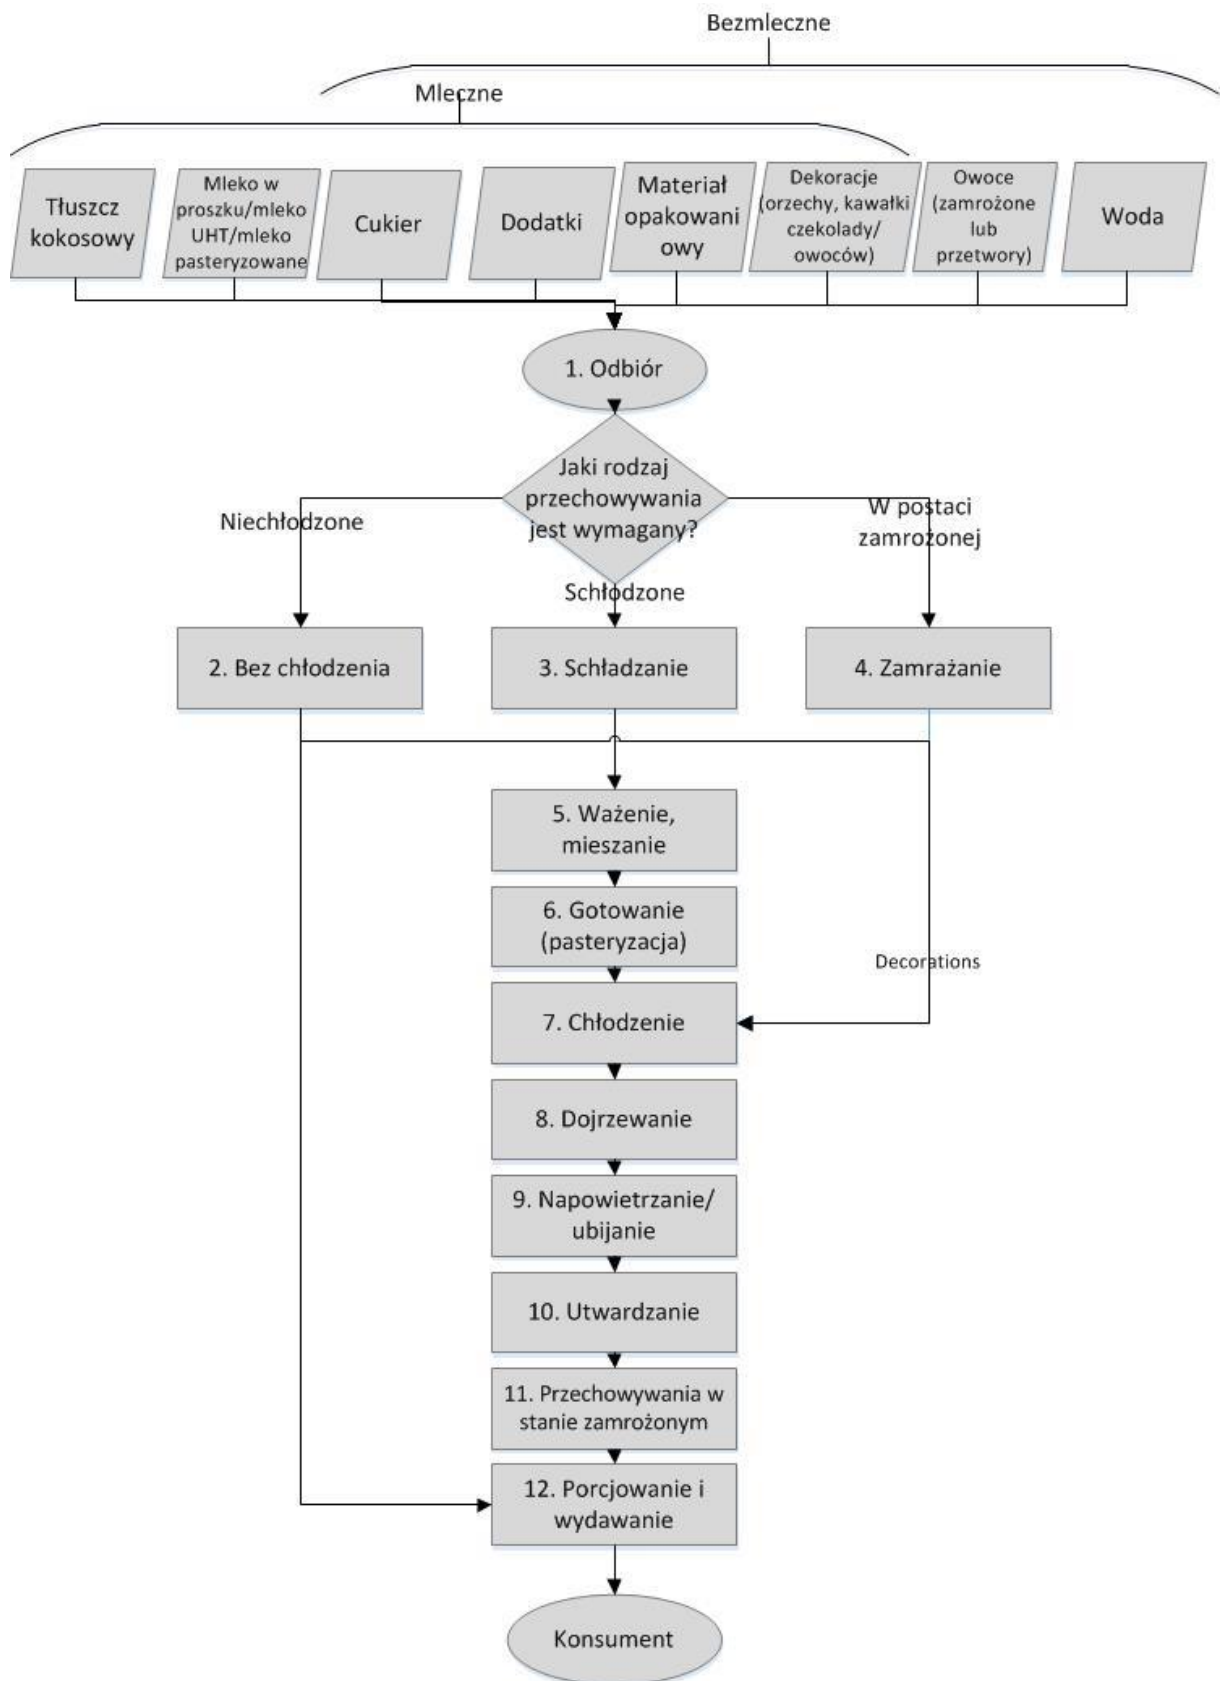 Bezmleczne
Mleczne
Tłuszcz
kokosowy
Mleko w
proszku/mleko
UHT/mleko
pasteryzowane
Cukier
Dodatki
Materiał
opakowani
owy
Dekoracje
(orzechy, kawałki
czekolady/
owoców)
Owoce
(zamrożone
lub
przetwory)
Woda
1. Odbiór
Jaki rodzaj
przechowywania
jest wymagany?
Niechłodzone
W postaci
zamrożonej
Schłodzone
2. Bez chłodzenia
3. Schładzanie
4. Zamrażanie
5. Ważenie,
mieszanie
6. Gotowanie
(pasteryzacja)
Decorations
7. Chłodzenie
8. Dojrzewanie
9. Napowietrzanie/
ubijanie
10. Utwardzanie
11. Przechowywania w
stanie zamrożonym
12. Porcjowanie i
wydawanie
Konsument